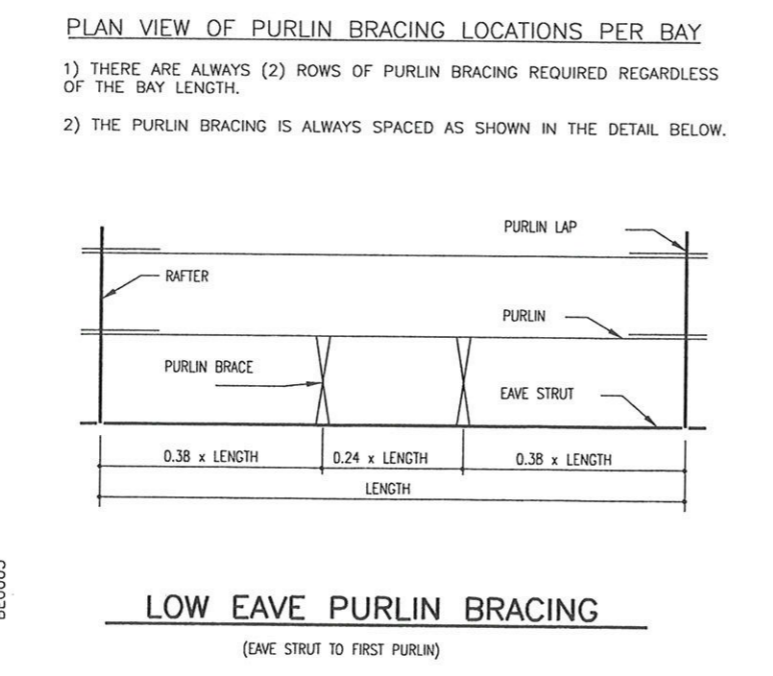 PLAN VIEW OF PURLIN BRACING LOCATIONS PER BAY
1) THERE ARE ALWAYS (2) ROWS OF PURLIN BRACING REQUIRED REGARDLESS
OF THE BAY LENGTH.
2) THE PURLIN BRACING IS ALWAYS SPACED AS SHOWN IN THE DETAIL BELOW.
PURLIN LAP
RAFTER
PURLIN
PURLIN BRACE
EAVE STRUT
0.38 x LENGTH
0.24 x LENGTH
0.38 x LENGTH
LENGTH
LOW EAVE PURLIN BRACING
(EAVE STRUT TO FIRST PURLIN)